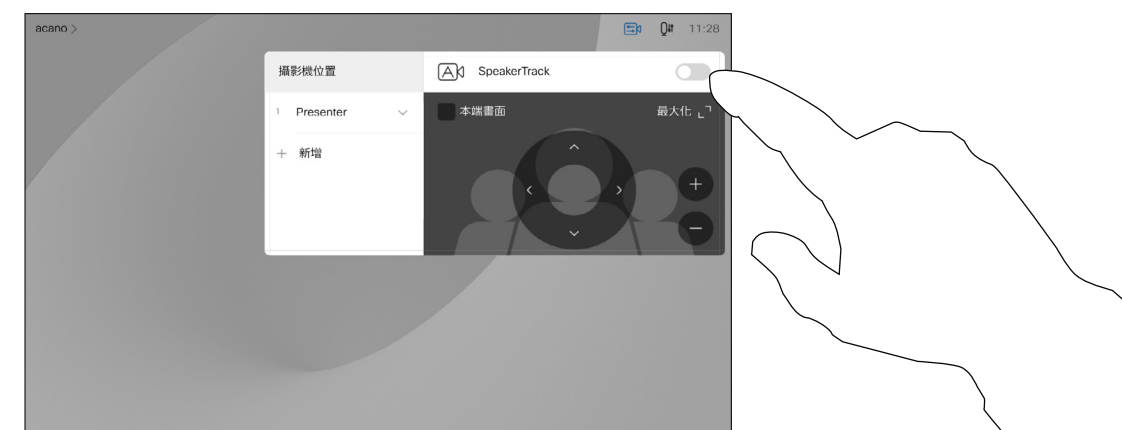 acano >
11:28
攝影機位置
A
SpeakerTrack
1 Presenter
本端畫面
最大化
+ 新增